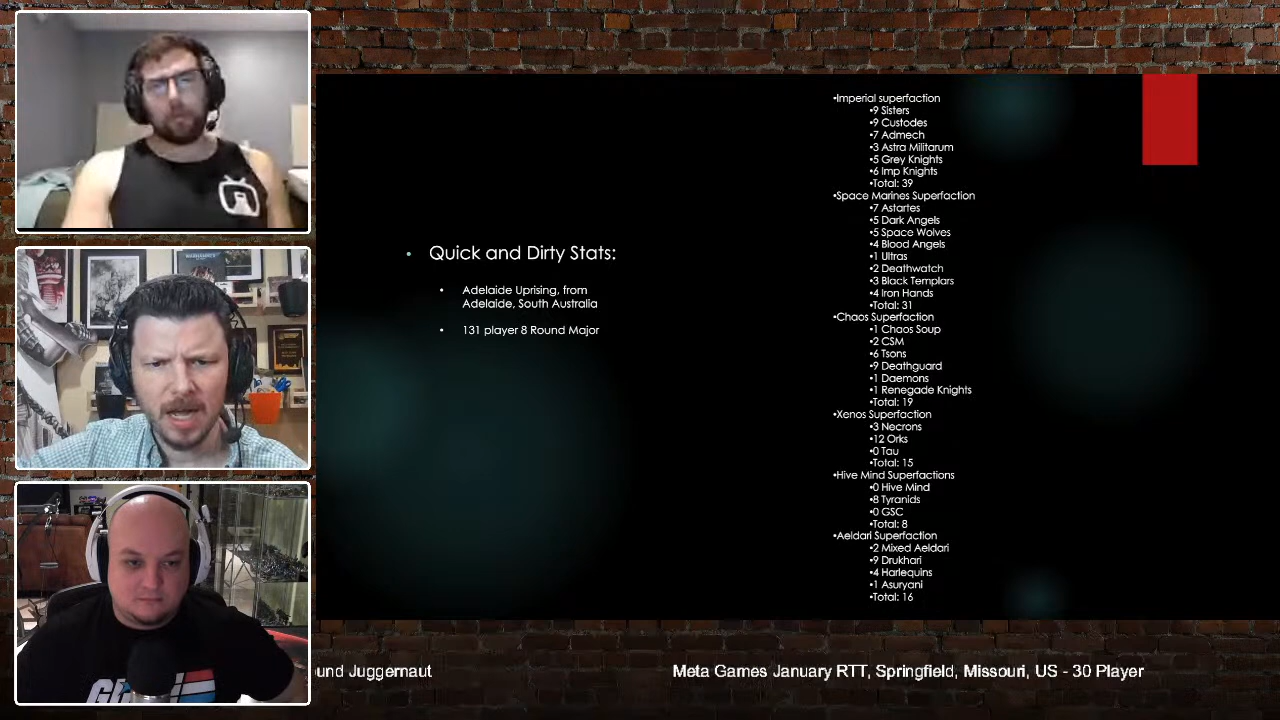 Quick and Dirty Stats:
Adelaide Uprising, from
Adelaide, South Australia
131 player 8 Round Major
•Imperial superfaction
•9 Sisters
•9 Custodes
•7 Admech
•3 Astra Militarum
•5 Grey Knights
•6 Imp Knights
•Total: 39
•Space Marines Superfaction
•7 Astartes
•5 Dark Angels
•5 Space Wolves
•4 Blood Angels
•1 Ultras
•2 Deathwatch
•3 Black Templars
•4 Iron Hands
•Total: 31
•Chaos Superfaction
•1 Chaos Soup
•2 CSM
•6 Tsons
•9 Deathguard
•1 Daemons
•1 Renegade Knights
•Total: 19
•Xenos Superfaction
•3 Necrons
•12 Orks
•0 Tau
•Total: 15
•Hive Mind Superfactions
•0 Hive Mind
•8 Tyranids
•0 GSC
•Total: 8
•Aeldari Superfaction
•2 Mixed Aeldari
•9 Drukhari
•4 Harlequins
•1 Asuryani
•Total: 16
und Juggernaut
Meta Games January RTT, Springfield, Missouri, US - 30 Player